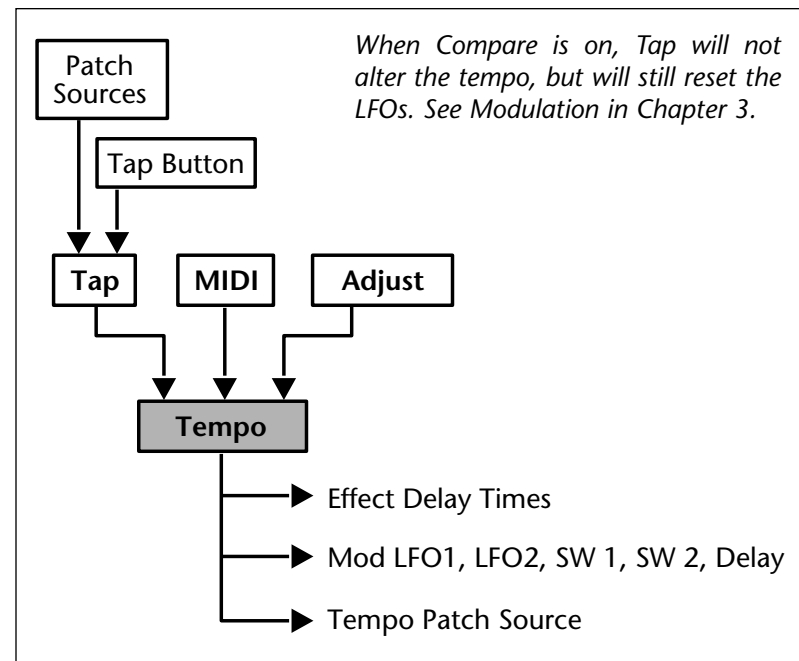 Patch
Sources
When Compare is on, Tap will not
alter the tempo, but will still reset the
LFOs. See Modulation in Chapter 3.
Tap Button
Tap
MIDI
Adjust
Tempo
Effect Delay Times
Mod LFO1, LFO2, SW 1, SW 2, Delay
Tempo Patch Source